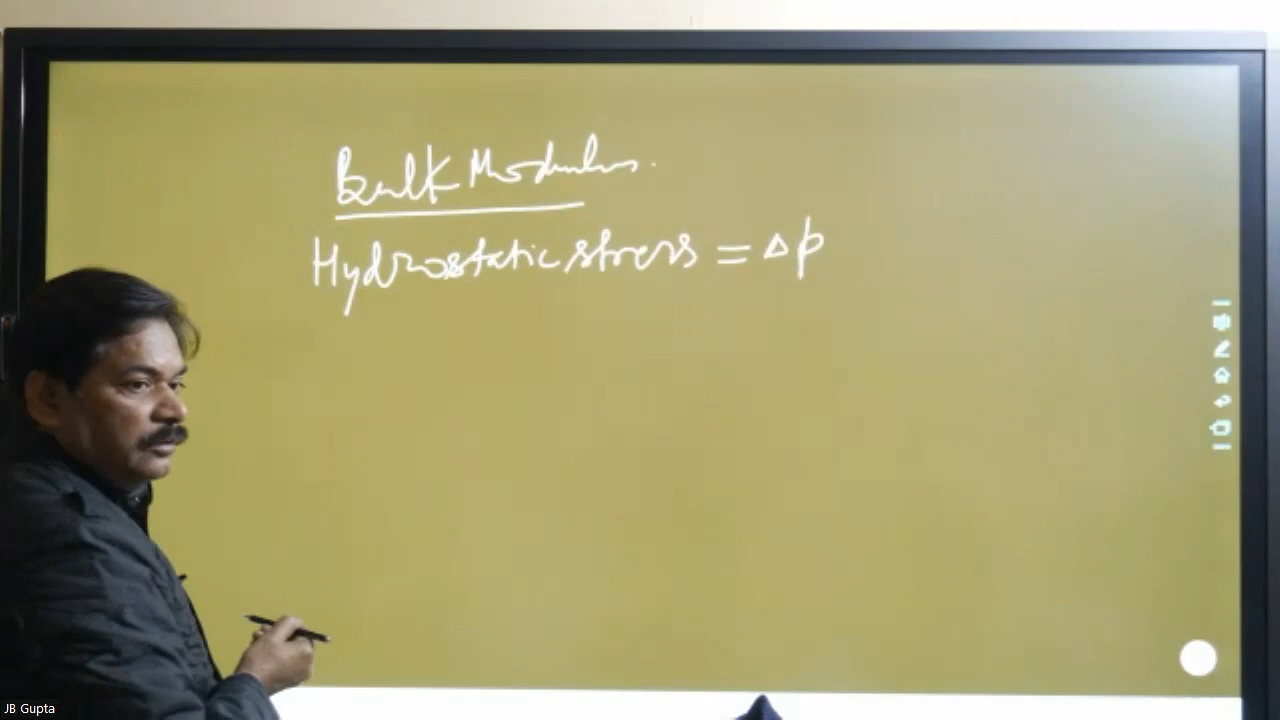 Bulk Modulus.
Hydrostatic stress = Δp
JB Gupta